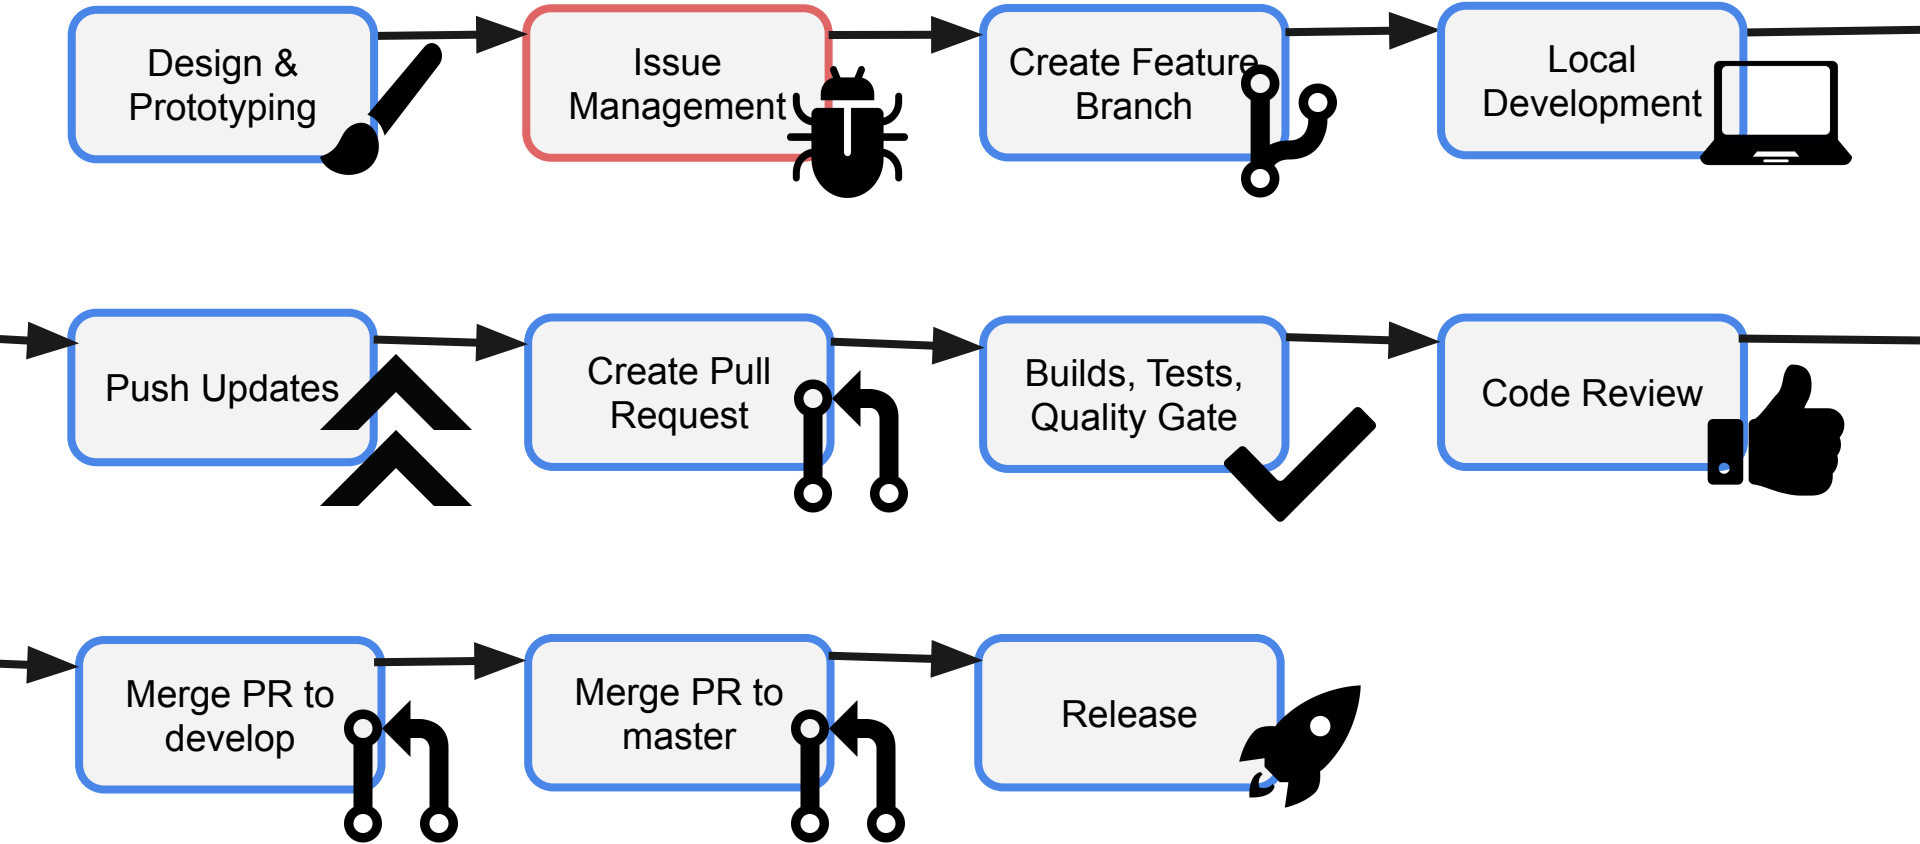 Design &
Prototyping
Issue
Management
Create Feature
Branch
Local
Development
Push Updates
Create Pull
Request
Builds, Tests,
Quality Gate
Code Review
Merge PR to
develop
Merge PR to
master
Release